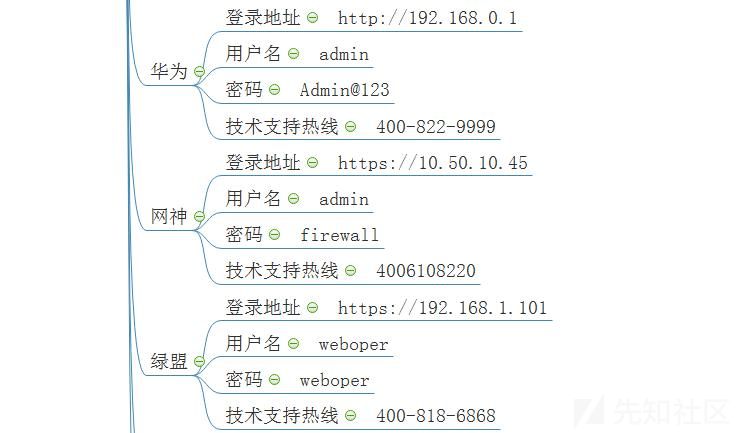 登录地址 http://192.168.0.1
用户名 admin
华为
密码 Admin@123
技术支持热线 400-822-9999
登录地址 https://10.50.10.45
用户名 admin
网神
密码 firewall
技术支持热线 4006108220
登录地址 https://192.168.1.101
用户名 weboper
绿盟
密码 weboper
技术支持热线 400-818-6868
先知社区